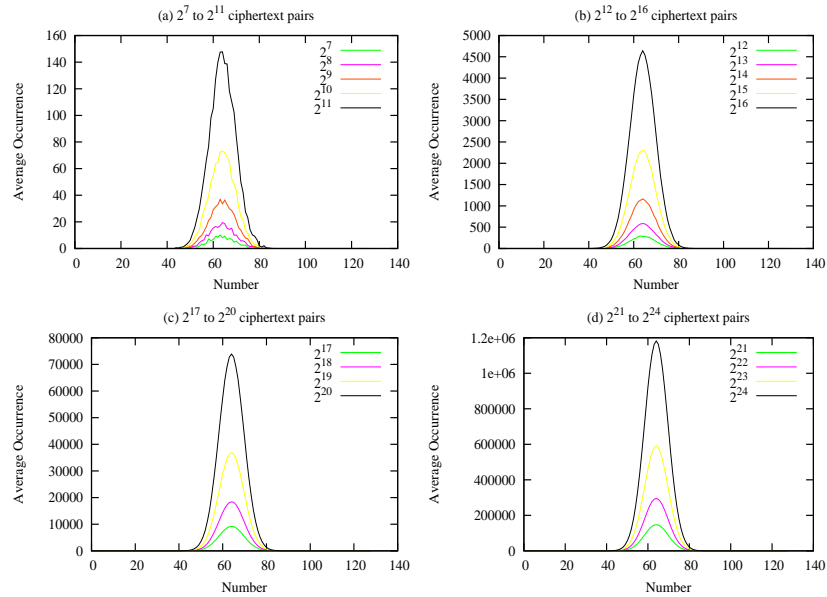 (a) 2^7 to 2^11 ciphertext pairs
Average Occurrence
160
140
120
100
80
60
40
20
0
0 20 40 60 80 100 120 140
Number
2^7
2^8
2^9
2^10
2^11
(b) 2^12 to 2^16 ciphertext pairs
Average Occurrence
5000
4500
4000
3500
3000
2500
2000
1500
1000
500
0
0 20 40 60 80 100 120 140
Number
2^12
2^13
2^14
2^15
2^16
(c) 2^17 to 2^20 ciphertext pairs
Average Occurrence
80000
70000
60000
50000
40000
30000
20000
10000
0
0 20 40 60 80 100 120 140
Number
2^17
2^18
2^19
2^20
(d) 2^21 to 2^24 ciphertext pairs
Average Occurrence
1.2e+06
1e+06
800000
600000
400000
200000
0
0 20 40 60 80 100 120 140
Number
2^21
2^22
2^23
2^24